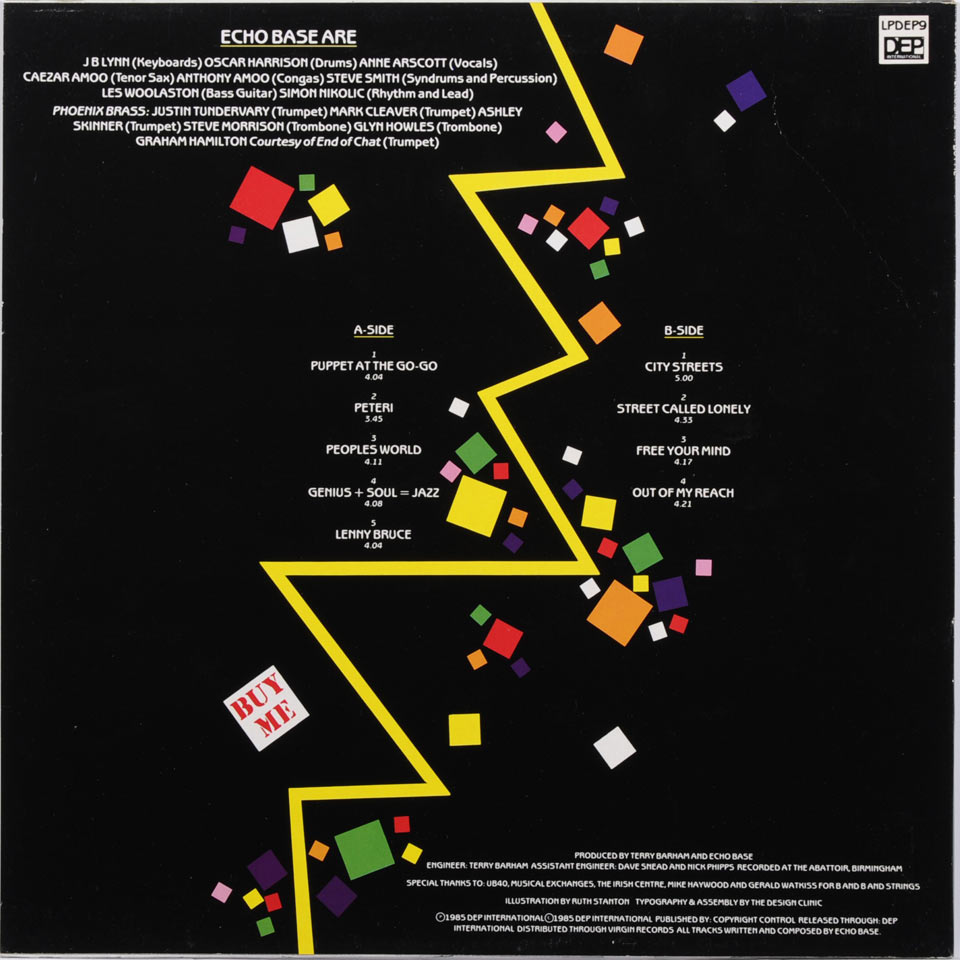 ECHO BASE ARE
J B LYNN (Keyboards) OSCAR HARRISON (Drums) ANNE ARSCOTT (Vocals)
CAEZAR AMOO (Tenor Sax) ANTHONY AMOO (Congas) STEVE SMITH (Syndrums and Percussion)
LES WOOLASTON (Bass Guitar) SIMON NIKOLIC (Rhythm and Lead)
PHOENIX BRASS: JUSTIN TUNDERVARY (Trumpet) MARK CLEAVER (Trumpet) ASHLEY
SKINNER (Trumpet) STEVE MORRISON (Trombone) GLYN HOWLES (Trombone)
GRAHAM HAMILTON Courtesy of End of Chat (Trumpet)
LPDEP9
DEP
INTERNATIONAL
A-SIDE
1
PUPPET AT THE GO-GO
4.04
2
PETERI
3.45
3
PEOPLES WORLD
4.11
4
GENIUS + SOUL = JAZZ
4.08
5
LENNY BRUCE
4.04
B-SIDE
1
CITY STREETS
5.00
2
STREET CALLED LONELY
4.33
3
FREE YOUR MIND
4.17
4
OUT OF MY REACH
4.21
BUY
ME
PRODUCED BY TERRY BARHAM AND ECHO BASE
ENGINEER: TERRY BARHAM ASSISTANT ENGINEER: DAVE SNEAD AND NICK PHIPPS RECORDED AT THE ABATTOIR, BIRMINGHAM
SPECIAL THANKS TO: UB40, MUSICAL EXCHANGES, THE IRISH CENTRE, MIKE HAYWOOD AND GERALD WATKISS FOR B AND B AND STRINGS
ILLUSTRATION BY RUTH STANTON TYPOGRAPHY & ASSEMBLY BY THE DESIGN CLINIC
℗1985 DEP INTERNATIONAL ©1985 DEP INTERNATIONAL PUBLISHED BY: COPYRIGHT CONTROL RELEASED THROUGH: DEP
INTERNATIONAL DISTRIBUTED THROUGH VIRGIN RECORDS ALL TRACKS WRITTEN AND COMPOSED BY ECHO BASE.